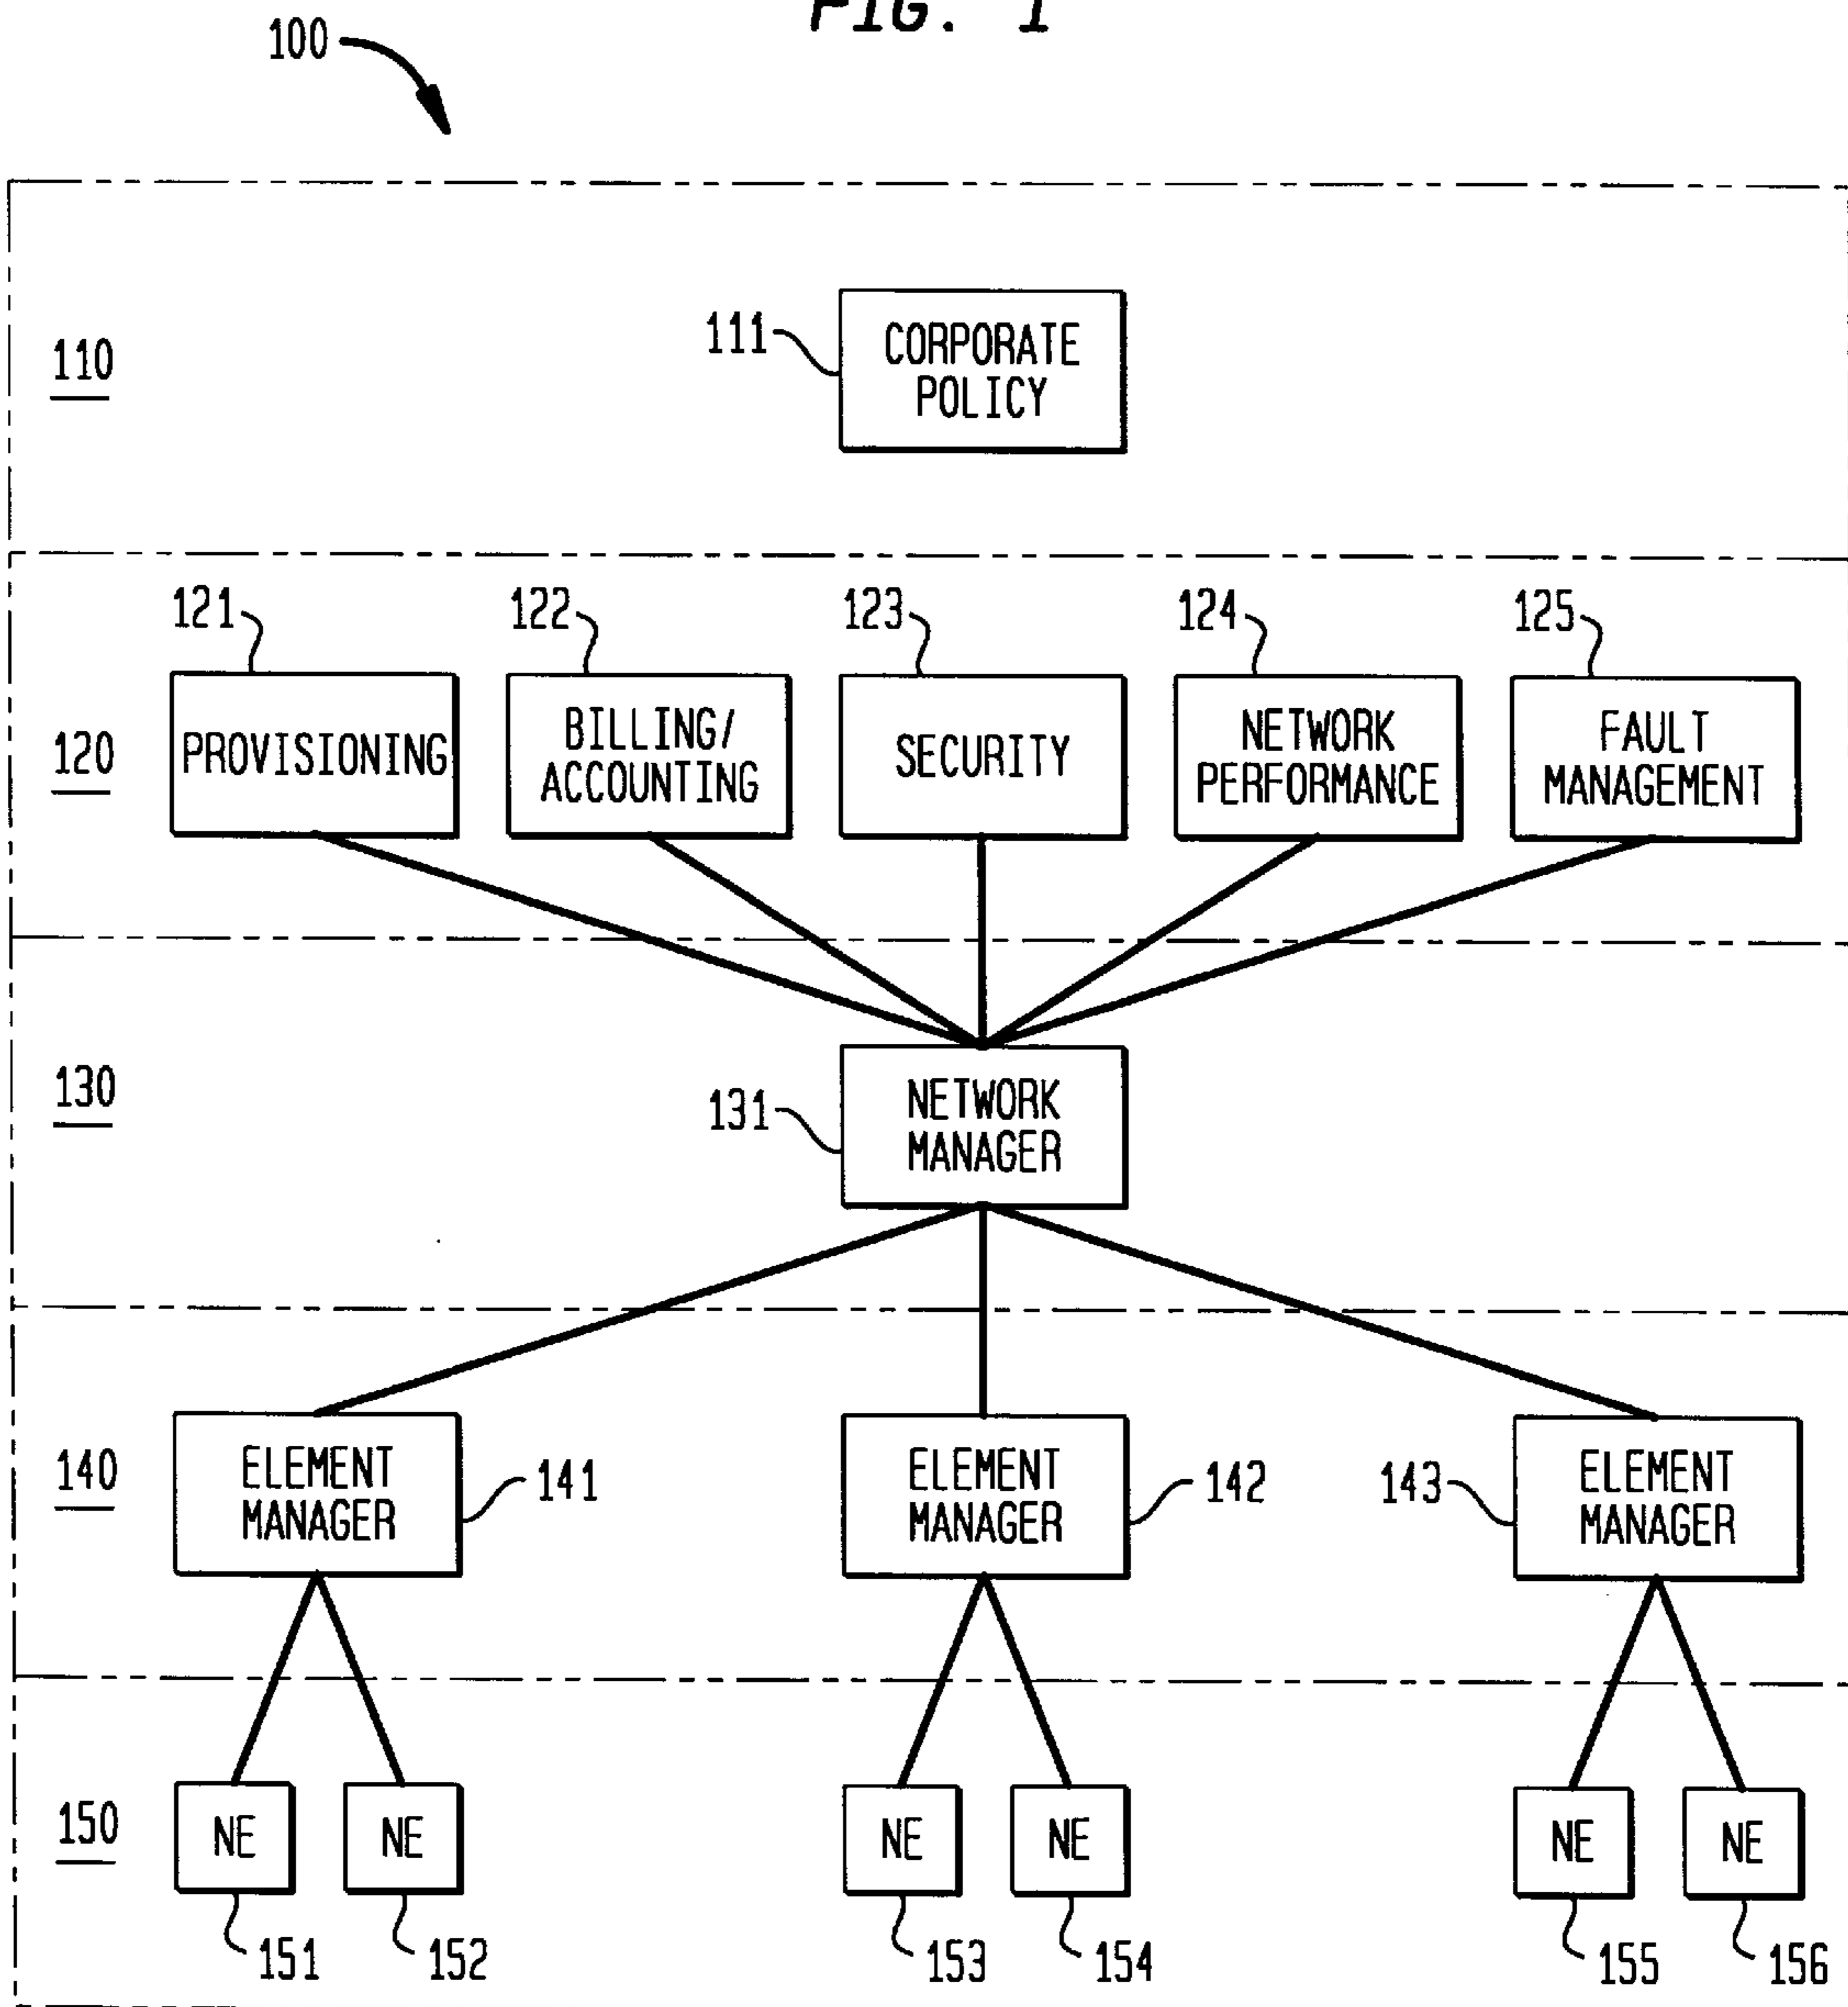 FIG. 1
100
111
CORPORATE
POLICY
110
121
122
123
124
125
120
PROVISIONING
BILLING/
ACCOUNTING
SECURITY
NETWORK
PERFORMANCE
FAULT
MANAGEMENT
130
131
NETWORK
MANAGER
140
ELEMENT
MANAGER
141
ELEMENT
MANAGER
142
143
ELEMENT
MANAGER
150
NE
NE
NE
NE
NE
NE
151
152
153
154
155
156